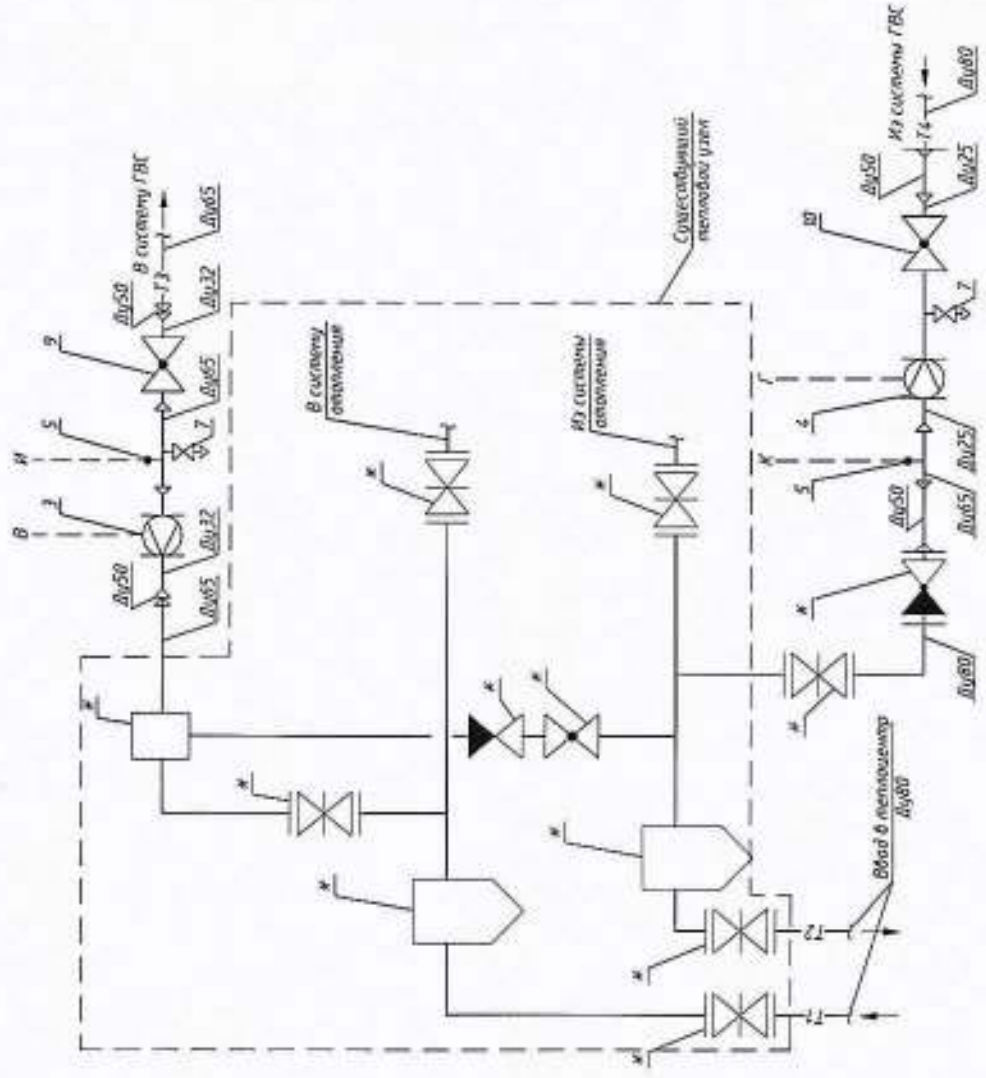 Из системы ГВС
Т4
Ду80
Ду50
Ду25
10
7
Г
4
К
5
Ду25
Ду50
Ду65
ж
Ду80
ж
Существующий
тепловой узел
В систему ГВС
Т3
Ду65
Ду50
Ду32
9
Ду65
7
5
И
3
В
Ду32
Ду50
Ду65
В систему
отопления
ж
Из системы
отопления
ж
ж
ж
ж
ж
ж
ж
Ввод в теплоцентр
Ду80
Т2
ж
Т1
ж